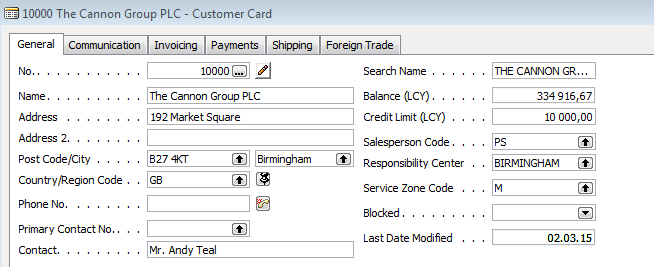 10000 The Cannon Group PLC - Customer Card
General Communication Invoicing Payments Shipping Foreign Trade
No. . . . . . . . . . . . 10000 ...
Name . . . . . . . . . . The Cannon Group PLC
Address . . . . . . . . . 192 Market Square
Address 2. . . . . . . . .
Post Code/City . . . . . B27 4KT Birmingham
Country/Region Code . . GB
Phone No. . . . . . . . .
Primary Contact No. . . .
Contact. . . . . . . . . . Mr. Andy Teal
Search Name . . . . . . THE CANNON GR...
Balance (LCY) . . . . . . 334 916,67
Credit Limit (LCY) . . . . 10 000,00
Salesperson Code . . . . PS
Responsibility Center . . BIRMINGHAM
Service Zone Code . . . M
Blocked . . . . . . . . .
Last Date Modified . . . 02.03.15